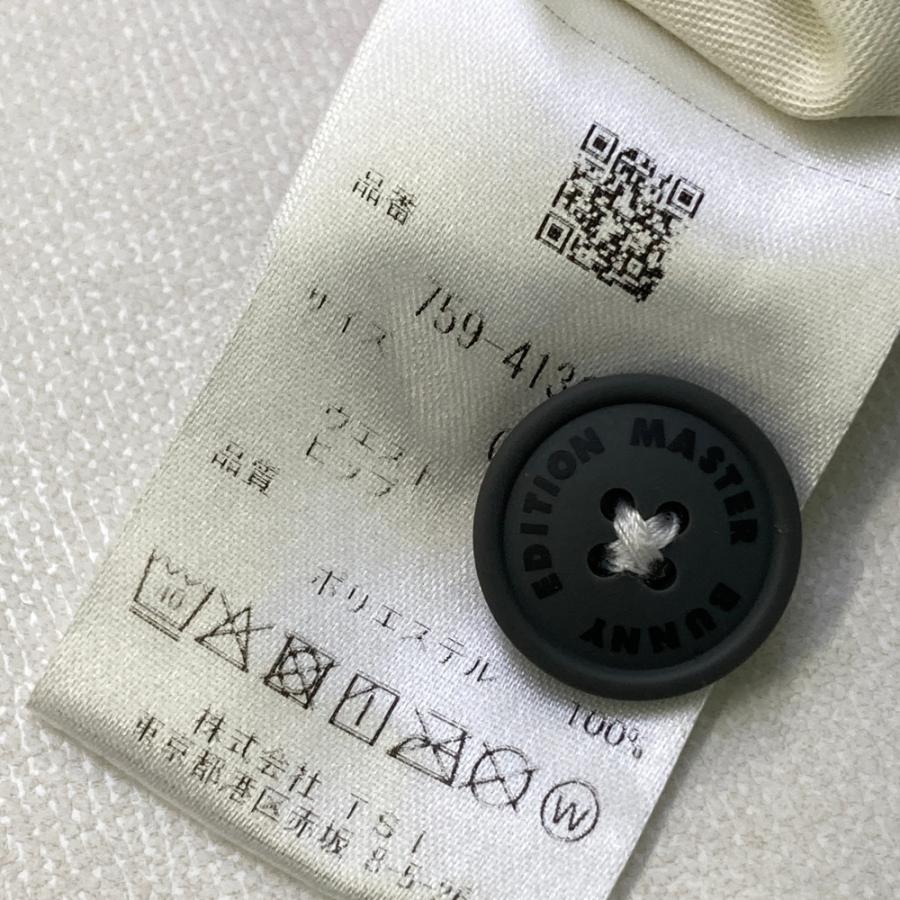 品番
759-413
サイズ
ウエスト
ヒップ
品質
ポリエステル
100%
40
W
株式会社 TSI
東京都港区赤坂 8-5-
MASTER BUNNY EDITION